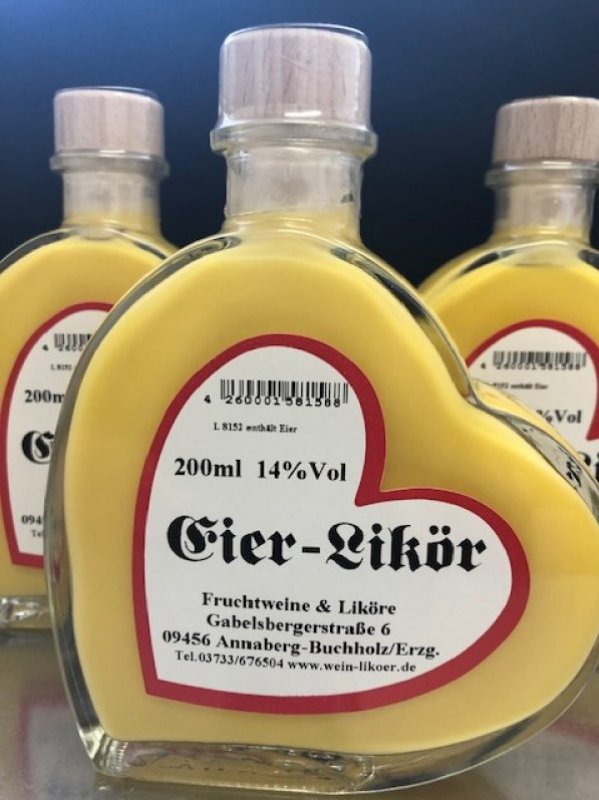 4 260001 581588
L 8152 enthält Eier
200ml 14%Vol
Eier-Likör
Fruchtweine & Liköre
Gabelsbergerstraße 6
09456 Annaberg-Buchholz/Erzg.
Tel.03733/676504 www.wein-likoer.de